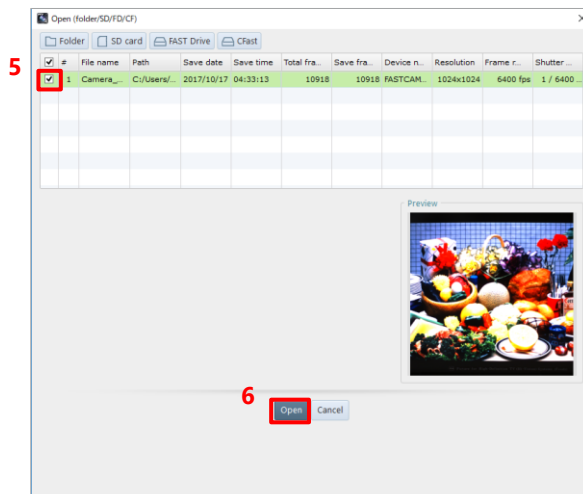 Open (folder/SD/FD/CF)
Folder SD card FAST Drive CFast
5
# File name Path Save date Save time Total fra... Save fra... Device n... Resolution Frame r... Shutter ...
1 Camera_... C:/Users/... 2017/10/17 04:33:13 10918 10918 FASTCAM... 1024x1024 6400 fps 1 / 6400 ...
Preview
6
Open Cancel